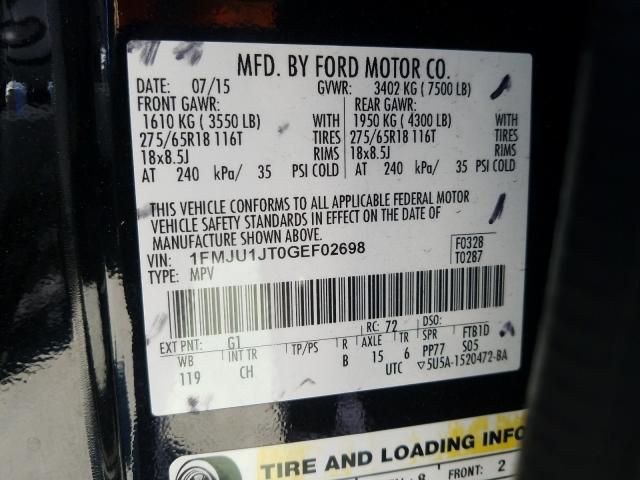 MFD. BY FORD MOTOR CO.
DATE: 07/15 GVWR: 3402 KG ( 7500 LB)
FRONT GAWR: REAR GAWR:
1610 KG ( 3550 LB) WITH 1950 KG ( 4300 LB) WITH
275/65R18 116T TIRES 275/65R18 116T TIRES
18x8.5J RIMS 18x8.5J RIMS
AT 240 kPa/ 35 PSI COLD AT 240 kPa/ 35 PSI COLD
THIS VEHICLE CONFORMS TO ALL APPLICABLE FEDERAL MOTOR
VEHICLE SAFETY STANDARDS IN EFFECT ON THE DATE OF
MANUFACTURE SHOWN ABOVE.
VIN: 1FMJU1JT0GEF02698 F0328
TYPE: MPV T0287
EXT PNT: G1 RC: 72 DSO:
WB INT TR TP/PS R AXLE TR SPR FTB1D
119 CH B 15 6 PP77 S05
UTC ▽5U5A-1520472-BA
TIRE AND LOADING INFO
FRONT: 2